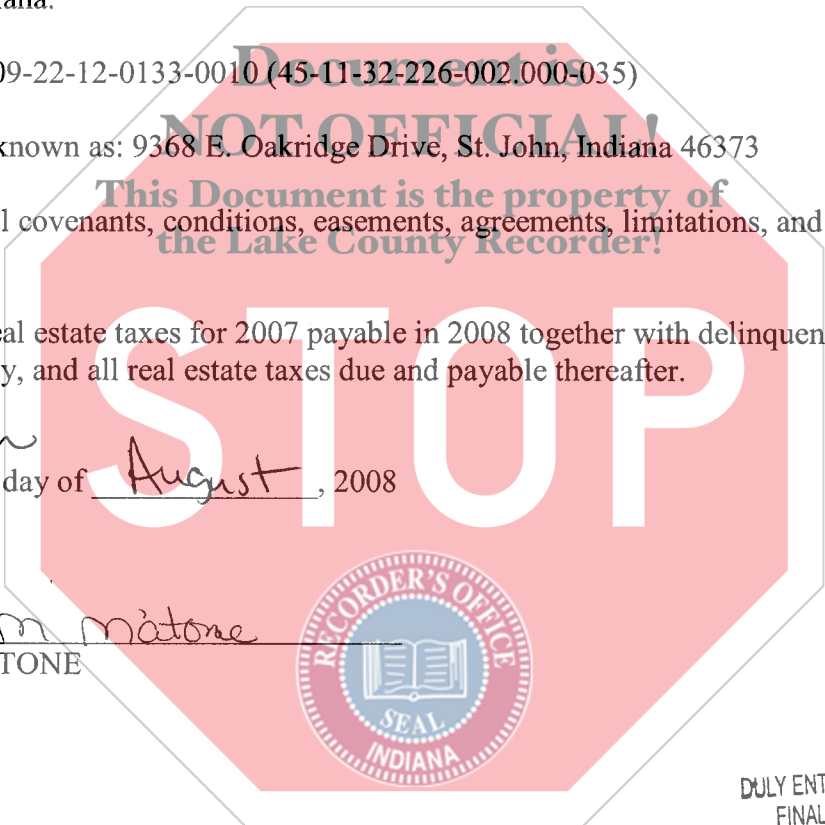 Document is
09-22-12-0133-0010 (45-11-32-226-002.000-035)
NOT OFFICIAL!
known as: 9368 E. Oakridge Drive, St. John, Indiana 46373
This Document is the property of
l covenants, conditions, easements, agreements, limitations, and
the Lake County Recorder!
eal estate taxes for 2007 payable in 2008 together with delinquen
y, and all real estate taxes due and payable thereafter.
STOP
day of August, 2008
TONE
RECORDER'S OFFICE
SEAL
INDIANA
DULY ENT
FINAL